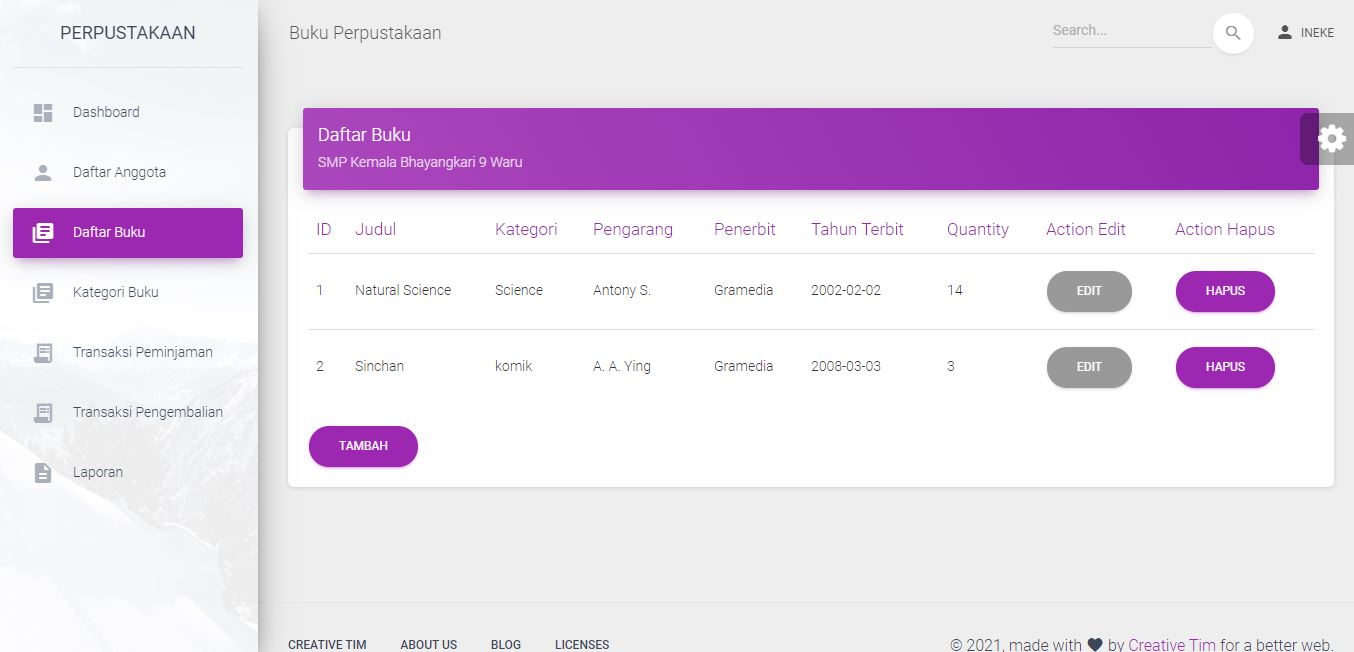 PERPUSTAKAAN
Dashboard
Daftar Anggota
Daftar Buku
Kategori Buku
Transaksi Peminjaman
Transaksi Pengembalian
Laporan
Buku Perpustakaan
Search...
INEKE
Daftar Buku
SMP Kemala Bhayangkari 9 Waru
ID Judul Kategori Pengarang Penerbit Tahun Terbit Quantity Action Edit Action Hapus
1 Natural Science Science Antony S. Gramedia 2002-02-02 14 EDIT HAPUS
2 Sinchan komik A. A. Ying Gramedia 2008-03-03 3 EDIT HAPUS
TAMBAH
CREATIVE TIM ABOUT US BLOG LICENSES
© 2021, made with ♥ by Creative Tim for a better web.